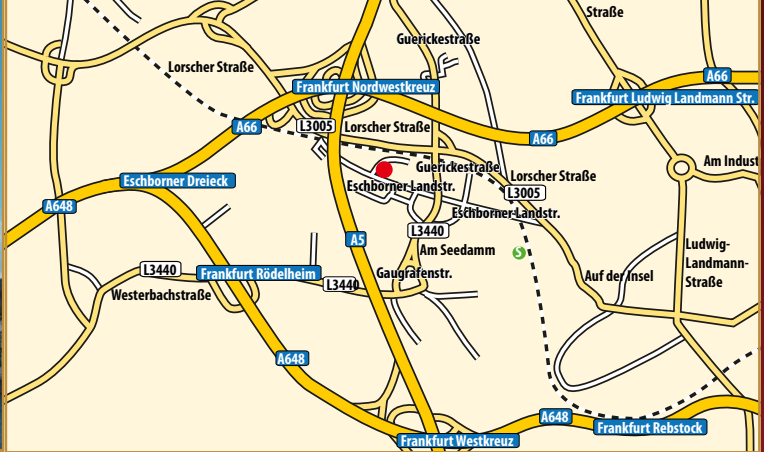 Straße
Guerickestraße
Lorscher Straße
A66
Frankfurt Nordwestkreuz
Frankfurt Ludwig Landmann Str.
A66
L3005
Lorscher Straße
A66
Am Indust
Guerickestraße
Lorscher Straße
Eschborner Dreieck
Eschborner Landstr.
L3005
A648
Eschborner Landstr.
L3440
A5
Am Seedamm
S
Ludwig-
Landmann-
Straße
L3440
Frankfurt Rödelheim
Gaugrafenstr.
Auf der Insel
L3440
Westerbachstraße
A648
A648
Frankfurt Rebstock
Frankfurt Westkreuz